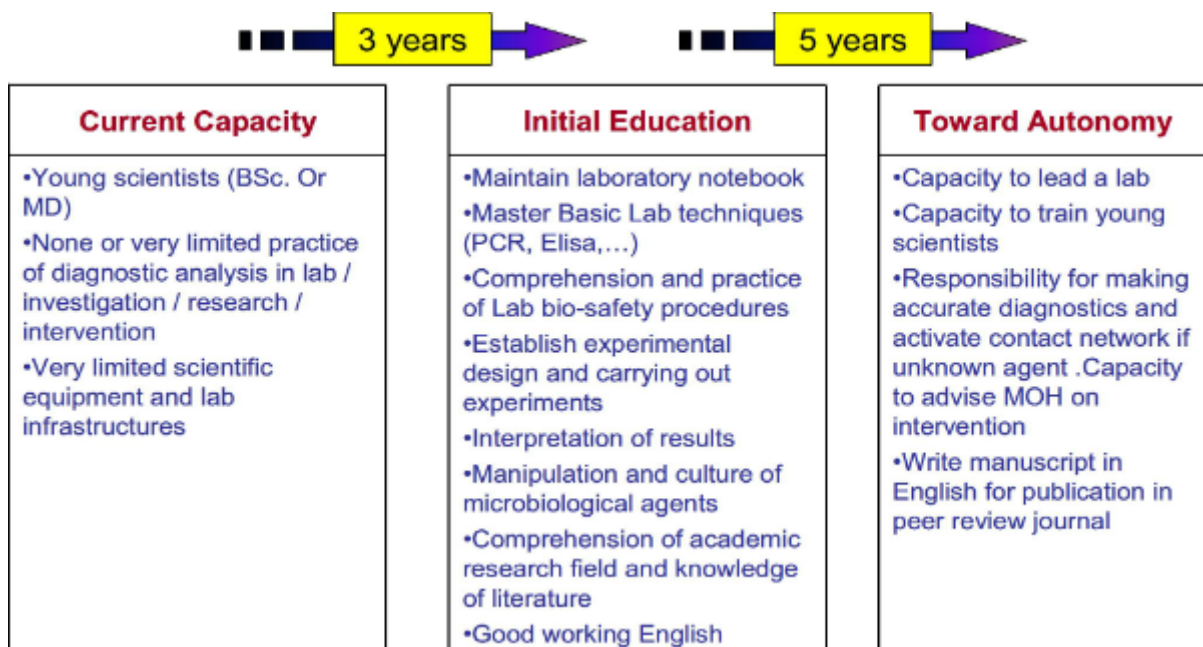 3 years
5 years
Current Capacity
•Young scientists (BSc. Or
MD)
•None or very limited practice
of diagnostic analysis in lab /
investigation / research /
intervention
•Very limited scientific
equipment and lab
infrastructures
Initial Education
•Maintain laboratory notebook
•Master Basic Lab techniques
(PCR, Elisa,…)
•Comprehension and practice
of Lab bio-safety procedures
•Establish experimental
design and carrying out
experiments
•Interpretation of results
•Manipulation and culture of
microbiological agents
•Comprehension of academic
research field and knowledge
of literature
•Good working English
Toward Autonomy
•Capacity to lead a lab
•Capacity to train young
scientists
•Responsibility for making
accurate diagnostics and
activate contact network if
unknown agent .Capacity
to advise MOH on
intervention
•Write manuscript in
English for publication in
peer review journal